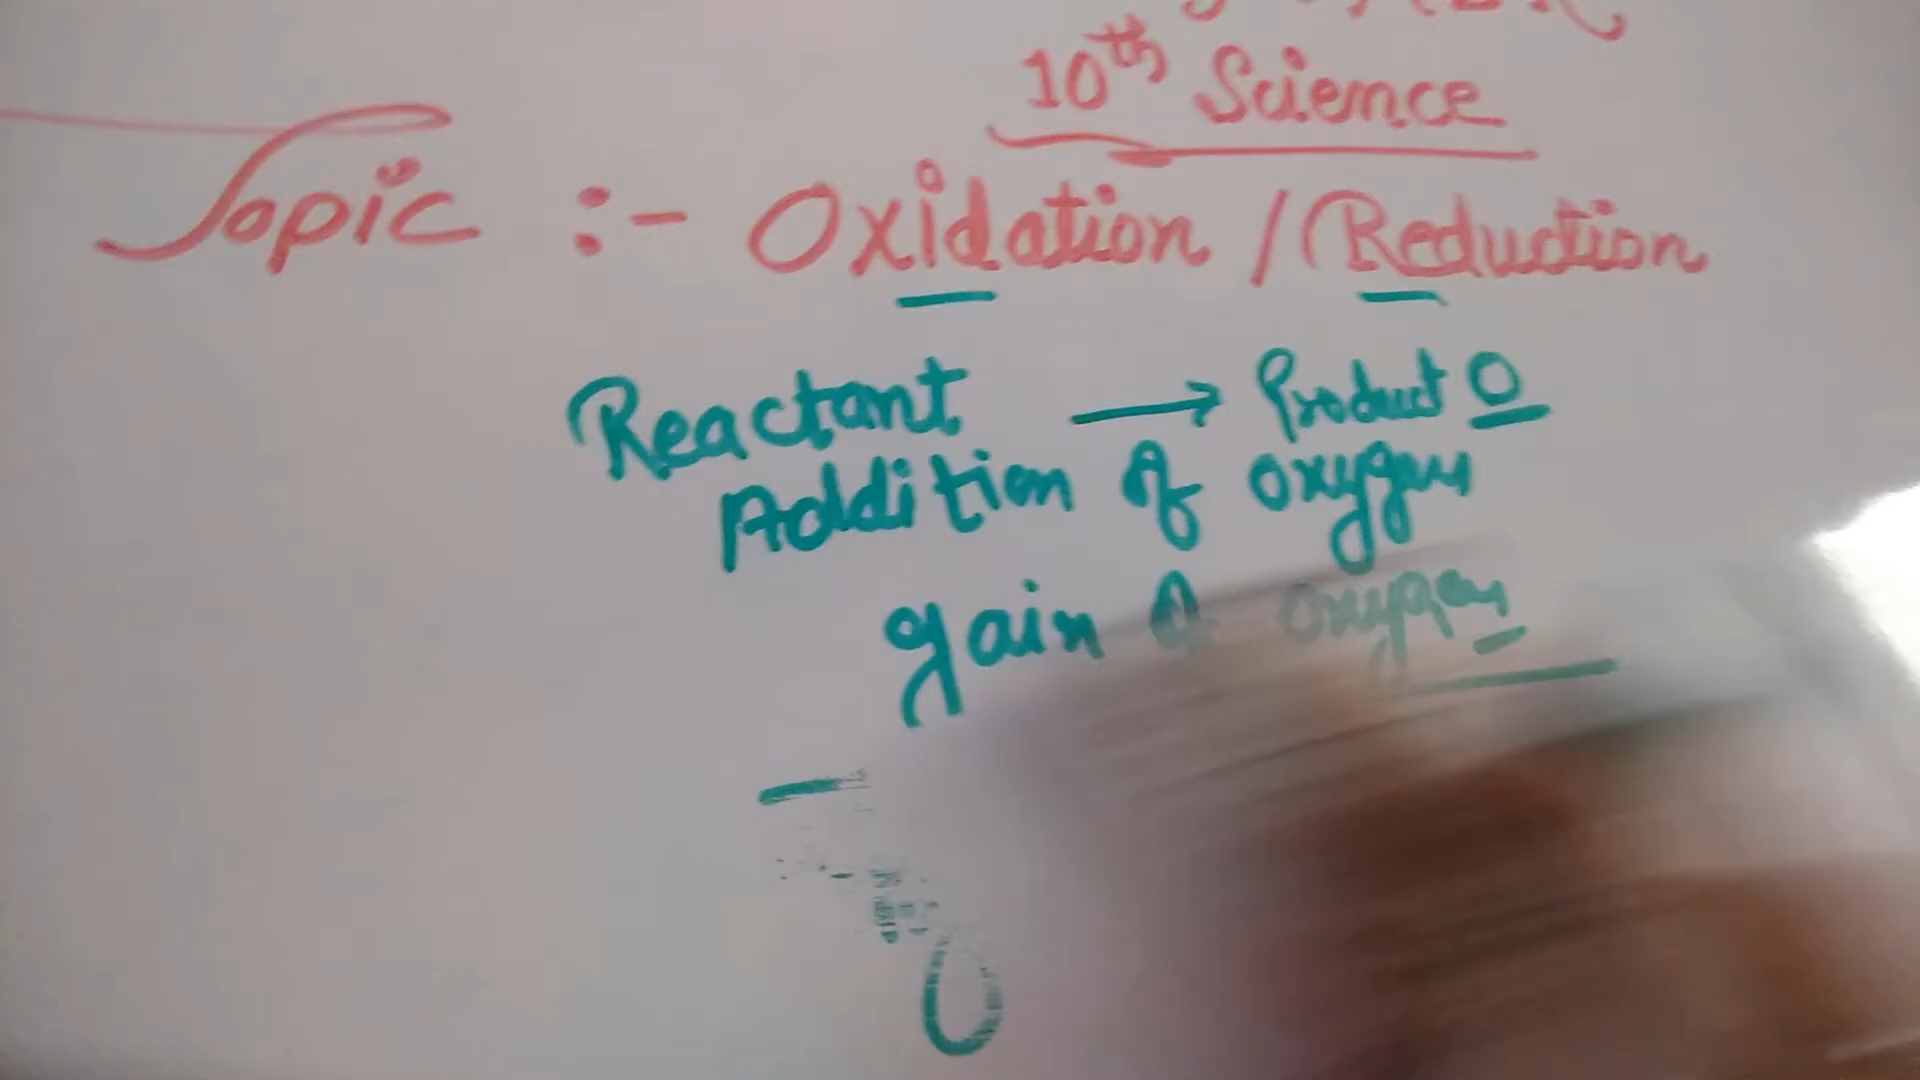 10th Science
Topic :- Oxidation / Reduction
Reactant → Product O
Addition of oxygen
gain of oxygen